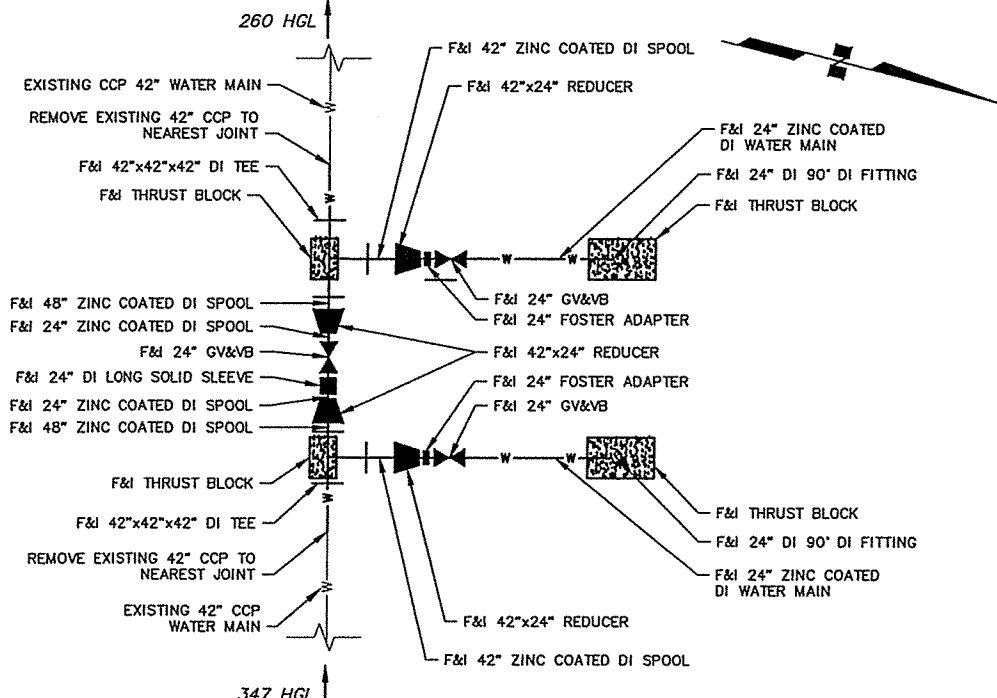 260 HGL
EXISTING CCP 42" WATER MAIN
REMOVE EXISTING 42" CCP TO
NEAREST JOINT
F&I 42"x42"x42" DI TEE
F&I THRUST BLOCK
F&I 42" ZINC COATED DI SPOOL
F&I 42"x24" REDUCER
F&I 24" ZINC COATED
DI WATER MAIN
F&I 24" DI 90° DI FITTING
F&I THRUST BLOCK
W
W
W
W
N
F&I 24" GV&VB
F&I 24" FOSTER ADAPTER
F&I 48" ZINC COATED DI SPOOL
F&I 24" ZINC COATED DI SPOOL
F&I 24" GV&VB
F&I 24" DI LONG SOLID SLEEVE
F&I 24" ZINC COATED DI SPOOL
F&I 48" ZINC COATED DI SPOOL
F&I 42"x24" REDUCER
F&I 24" FOSTER ADAPTER
F&I 24" GV&VB
W
W
W
W
F&I THRUST BLOCK
F&I 42"x42"x42" DI TEE
REMOVE EXISTING 42" CCP TO
NEAREST JOINT
EXISTING 42" CCP
WATER MAIN
F&I THRUST BLOCK
F&I 24" DI 90° DI FITTING
F&I 24" ZINC COATED
DI WATER MAIN
F&I 42"x24" REDUCER
F&I 42" ZINC COATED DI SPOOL
347 HGL